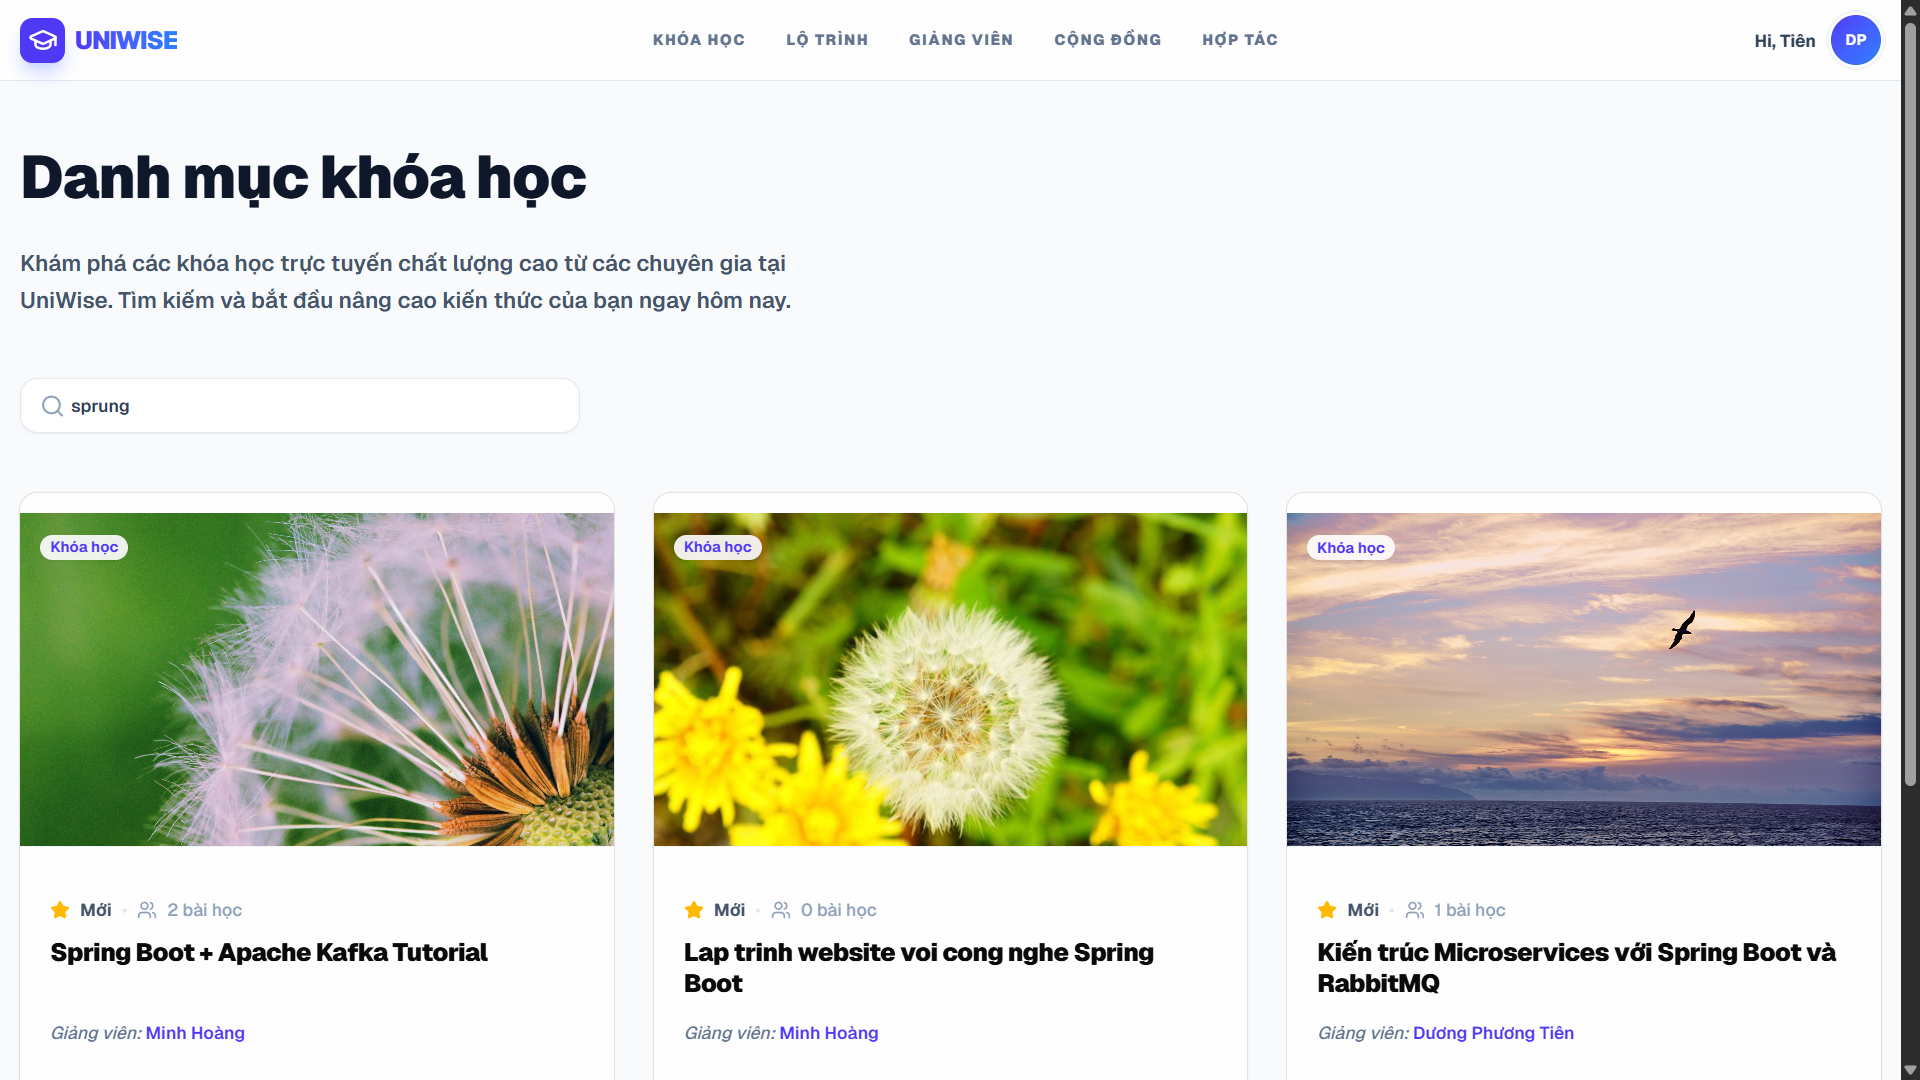 UNIWISE
KHÓA HỌC
LỘ TRÌNH
GIẢNG VIÊN
CỘNG ĐỒNG
HỢP TÁC
Hi, Tiên
DP
Danh mục khóa học
Khám phá các khóa học trực tuyến chất lượng cao từ các chuyên gia tại
UniWise. Tìm kiếm và bắt đầu nâng cao kiến thức của bạn ngay hôm nay.
sprung
Khóa học
Mới
2 bài học
Spring Boot + Apache Kafka Tutorial
Giảng viên: Minh Hoàng
Khóa học
Mới
0 bài học
Lap trinh website voi cong nghe Spring
Boot
Giảng viên: Minh Hoàng
Khóa học
Mới
1 bài học
Kiến trúc Microservices với Spring Boot và
RabbitMQ
Giảng viên: Dương Phương Tiên